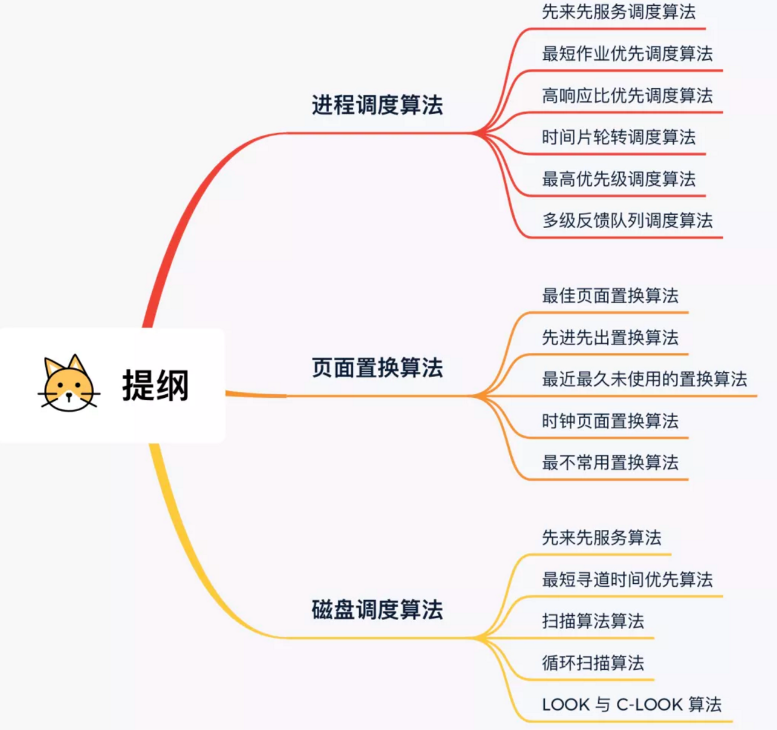 提纲
进程调度算法
先来先服务调度算法
最短作业优先调度算法
高响应比优先调度算法
时间片轮转调度算法
最高优先级调度算法
多级反馈队列调度算法
页面置换算法
最佳页面置换算法
先进先出置换算法
最近最久未使用的置换算法
时钟页面置换算法
最不常用置换算法
磁盘调度算法
先来先服务算法
最短寻道时间优先算法
扫描算法算法
循环扫描算法
LOOK 与 C-LOOK 算法